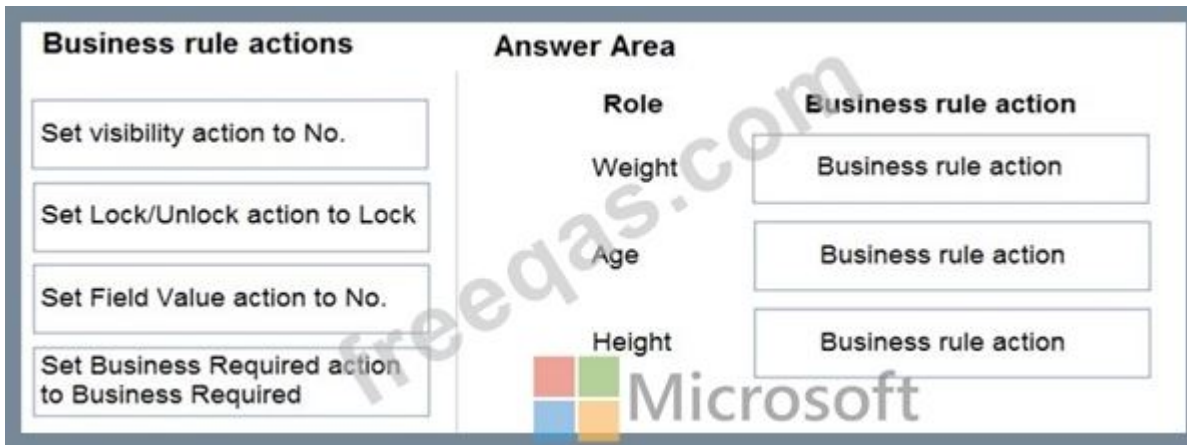 Business rule actions
Set visibility action to No.
Set Lock/Unlock action to Lock
Set Field Value action to No.
Set Business Required action
to Business Required
Answer Area
Role Business rule action
Weight Business rule action
Age Business rule action
Height Business rule action
freeqas.com
Microsoft